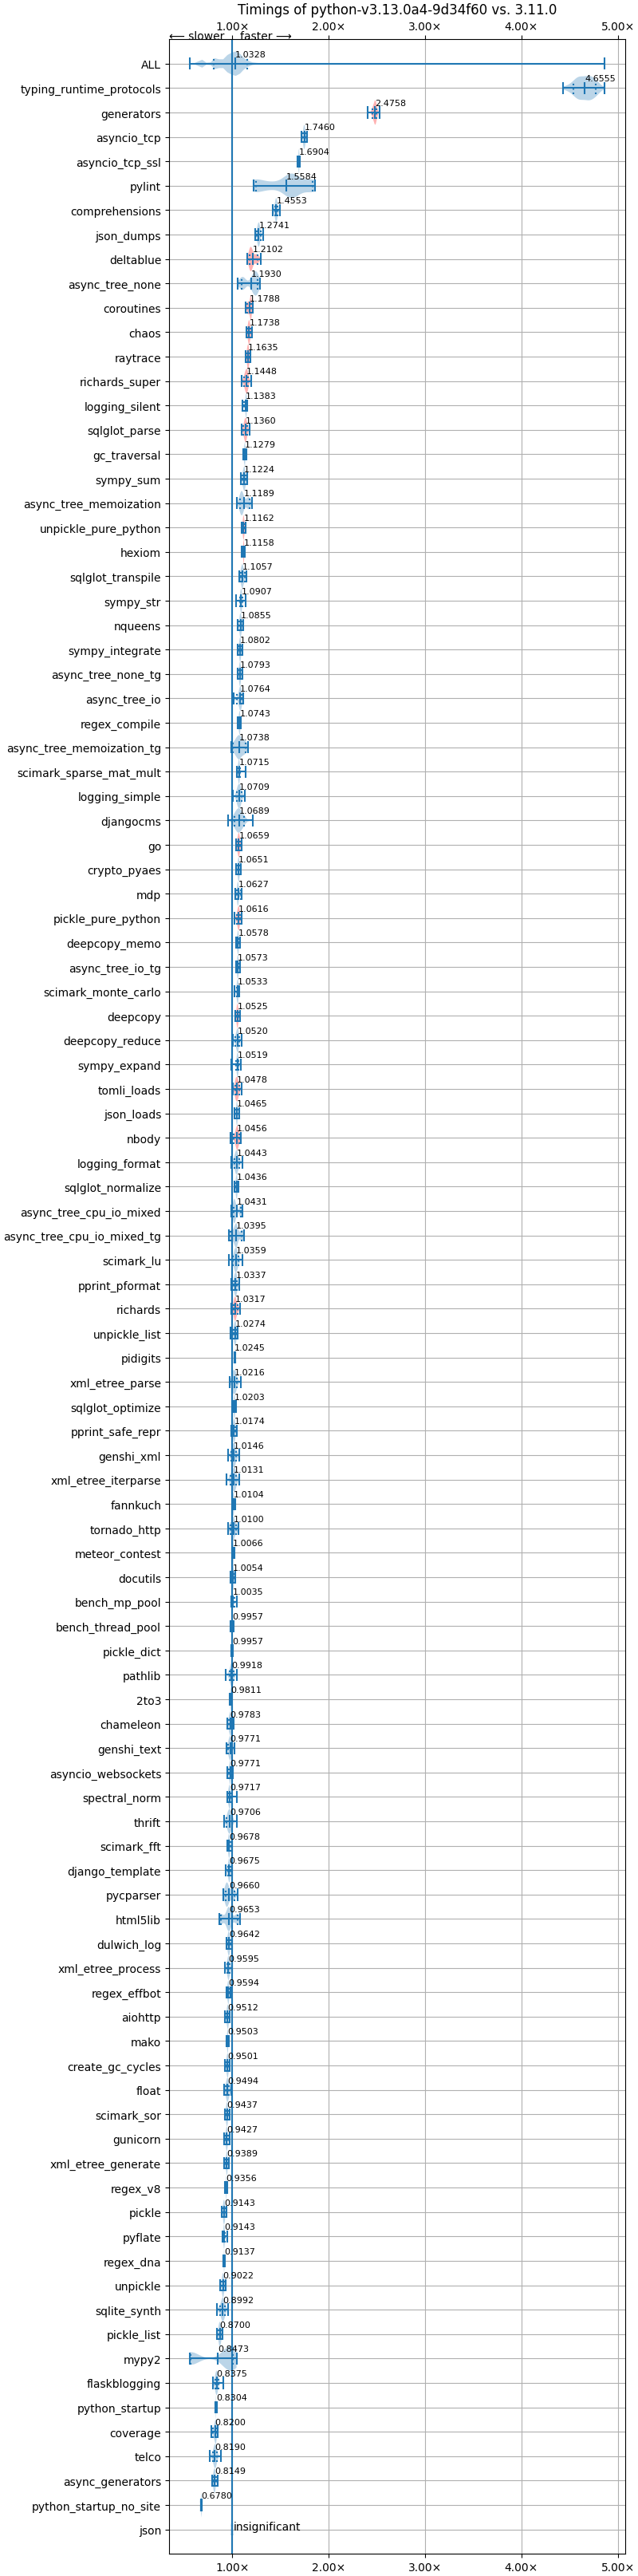 Timings of python-v3.13.0a4-9d34f60 vs. 3.11.0
1.00× 2.00× 3.00× 4.00× 5.00×
⟵ slower faster ⟶
ALL 1.0328
typing_runtime_protocols 4.6555
generators 2.4758
asyncio_tcp 1.7460
asyncio_tcp_ssl 1.6904
pylint 1.5584
comprehensions 1.4553
json_dumps 1.2741
deltablue 1.2102
async_tree_none 1.1930
coroutines 1.1788
chaos 1.1738
raytrace 1.1635
richards_super 1.1448
logging_silent 1.1383
sqlglot_parse 1.1360
gc_traversal 1.1279
sympy_sum 1.1224
async_tree_memoization 1.1189
unpickle_pure_python 1.1162
hexiom 1.1158
sqlglot_transpile 1.1057
sympy_str 1.0907
nqueens 1.0855
sympy_integrate 1.0802
async_tree_none_tg 1.0793
async_tree_io 1.0764
regex_compile 1.0743
async_tree_memoization_tg 1.0738
scimark_sparse_mat_mult 1.0715
logging_simple 1.0709
djangocms 1.0689
go 1.0659
crypto_pyaes 1.0651
mdp 1.0627
pickle_pure_python 1.0616
deepcopy_memo 1.0578
async_tree_io_tg 1.0573
scimark_monte_carlo 1.0533
deepcopy 1.0525
deepcopy_reduce 1.0520
sympy_expand 1.0519
tomli_loads 1.0478
json_loads 1.0465
nbody 1.0456
logging_format 1.0443
sqlglot_normalize 1.0436
async_tree_cpu_io_mixed 1.0431
async_tree_cpu_io_mixed_tg 1.0395
scimark_lu 1.0359
pprint_pformat 1.0337
richards 1.0317
unpickle_list 1.0274
pidigits 1.0245
xml_etree_parse 1.0216
sqlglot_optimize 1.0203
pprint_safe_repr 1.0174
genshi_xml 1.0146
xml_etree_iterparse 1.0131
fannkuch 1.0104
tornado_http 1.0100
meteor_contest 1.0066
docutils 1.0054
bench_mp_pool 1.0035
bench_thread_pool 0.9957
pickle_dict 0.9957
pathlib 0.9918
2to3 0.9811
chameleon 0.9783
genshi_text 0.9771
asyncio_websockets 0.9771
spectral_norm 0.9717
thrift 0.9706
scimark_fft 0.9678
django_template 0.9675
pycparser 0.9660
html5lib 0.9653
dulwich_log 0.9642
xml_etree_process 0.9595
regex_effbot 0.9594
aiohttp 0.9512
mako 0.9503
create_gc_cycles 0.9501
float 0.9494
scimark_sor 0.9437
gunicorn 0.9427
xml_etree_generate 0.9389
regex_v8 0.9356
pickle 0.9143
pyflate 0.9143
regex_dna 0.9137
unpickle 0.9022
sqlite_synth 0.8992
pickle_list 0.8700
mypy2 0.8473
flaskblogging 0.8375
python_startup 0.8304
coverage 0.8200
telco 0.8190
async_generators 0.8149
python_startup_no_site 0.6780
json insignificant
1.00× 2.00× 3.00× 4.00× 5.00×